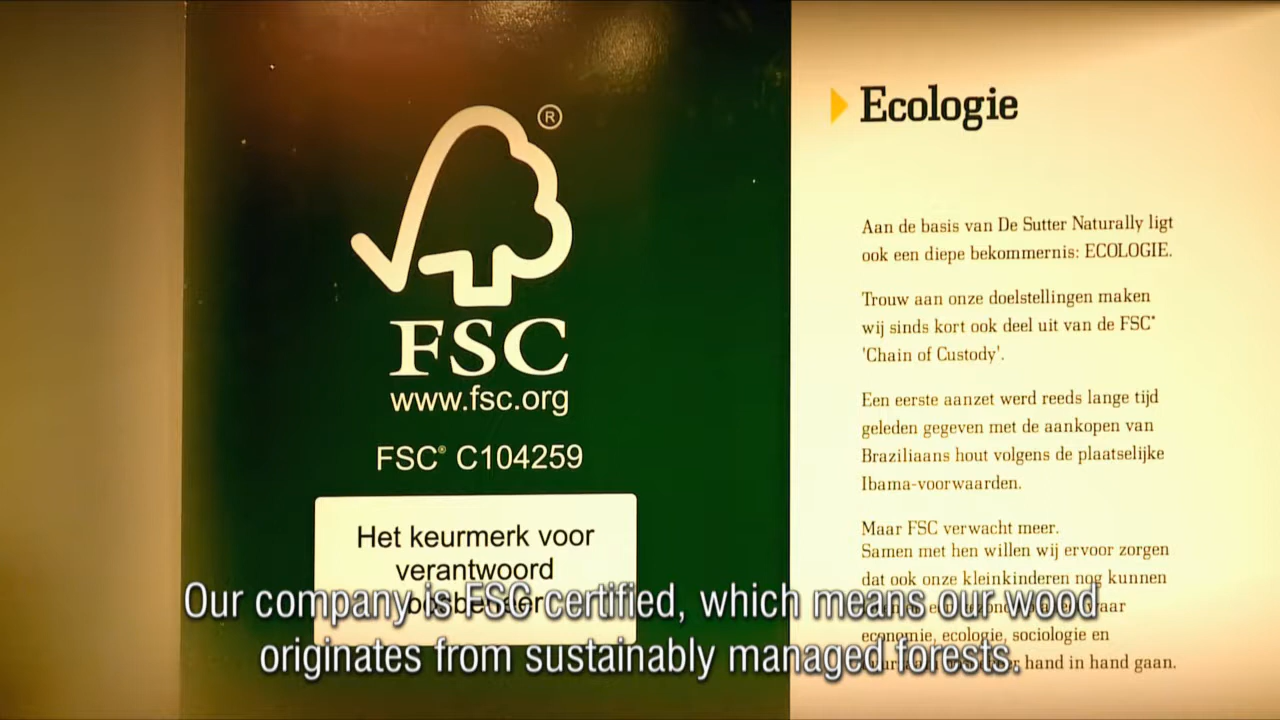 ®
FSC
www.fsc.org
FSC® C104259
Het keurmerk voor
verantwoord
Ecologie
Aan de basis van De Sutter Naturally ligt
ook een diepe bekommernis: ECOLOGIE.
Trouw aan onze doelstellingen maken
wij sinds kort ook deel uit van de FSC®
'Chain of Custody'.
Een eerste aanzet werd reeds lange tijd
geleden gegeven met de aankopen van
Braziliaans hout volgens de plaatselijke
Ibama-voorwaarden.
Maar FSC verwacht meer.
Samen met hen willen wij ervoor zorgen
dat ook onze kleinkinderen nog kunnen
economie, ecologie, sociologie en
hand in hand gaan.
Our company is FSC certified, which means our wood
originates from sustainably managed forests.